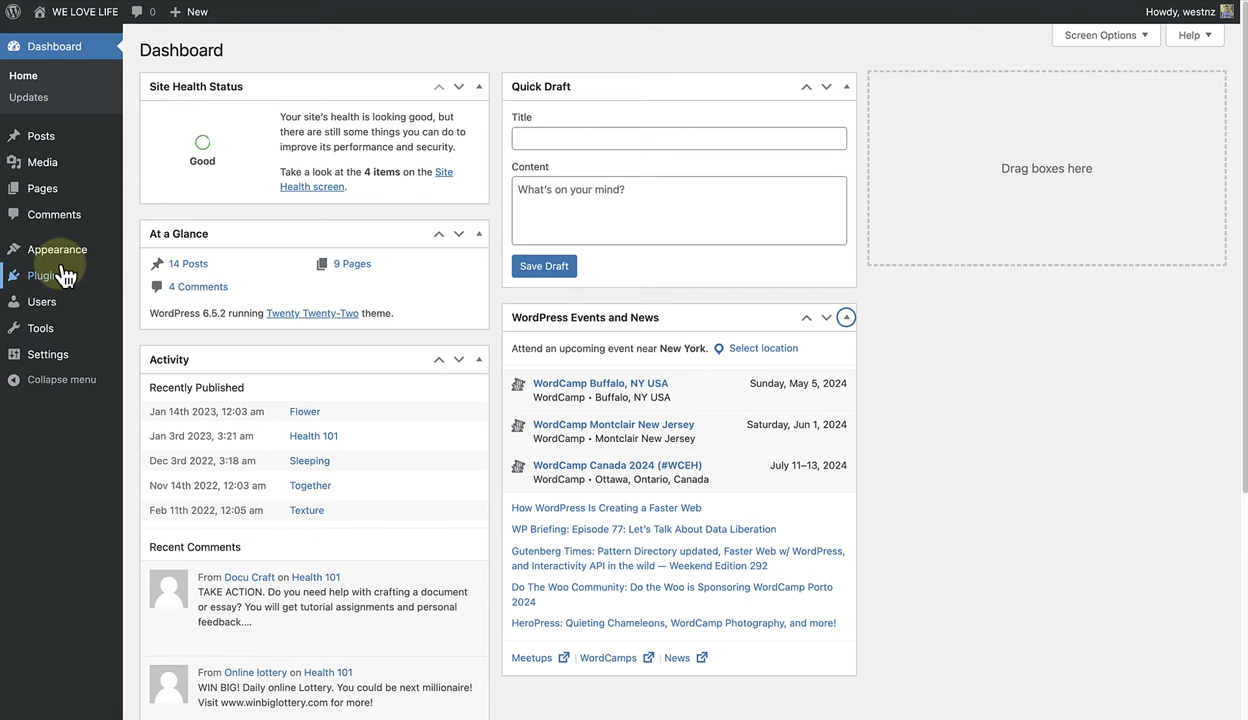 WE LOVE LIFE
0
New
Howdy, westnz
Dashboard
Home
Updates
Posts
Media
Pages
Comments
Appearance
Plugin
Users
Tools
Settings
Collapse menu
Dashboard
Screen Options
Help
Site Health Status
Good
Your site's health is looking good, but
there are still some things you can do to
improve its performance and security.
Take a look at the 4 items on the Site
Health screen.
At a Glance
14 Posts
9 Pages
4 Comments
WordPress 6.5.2 running Twenty Twenty-Two theme.
Activity
Recently Published
Jan 14th 2023, 12:03 am Flower
Jan 3rd 2023, 3:21 am Health 101
Dec 3rd 2022, 3:18 am Sleeping
Nov 14th 2022, 12:03 am Together
Feb 11th 2022, 12:05 am Texture
Recent Comments
From Docu Craft on Health 101
TAKE ACTION. Do you need help with crafting a document
or essay? You will get tutorial assignments and personal
feedback.…
From Online lottery on Health 101
WIN BIG! Daily online Lottery. You could be next millionaire!
Visit www.winbiglottery.com for more!
Quick Draft
Title
Content
What's on your mind?
Save Draft
WordPress Events and News
Attend an upcoming event near New York. Select location
WordCamp Buffalo, NY USA Sunday, May 5, 2024
WordCamp • Buffalo, NY USA
WordCamp Montclair New Jersey Saturday, Jun 1, 2024
WordCamp • Montclair New Jersey
WordCamp Canada 2024 (#WCEH) July 11–13, 2024
WordCamp • Ottawa, Ontario, Canada
How WordPress Is Creating a Faster Web
WP Briefing: Episode 77: Let's Talk About Data Liberation
Gutenberg Times: Pattern Directory updated, Faster Web w/ WordPress,
and Interactivity API in the wild — Weekend Edition 292
Do The Woo Community: Do the Woo is Sponsoring WordCamp Porto
2024
HeroPress: Quieting Chameleons, WordCamp Photography, and more!
Meetups | WordCamps | News
Drag boxes here